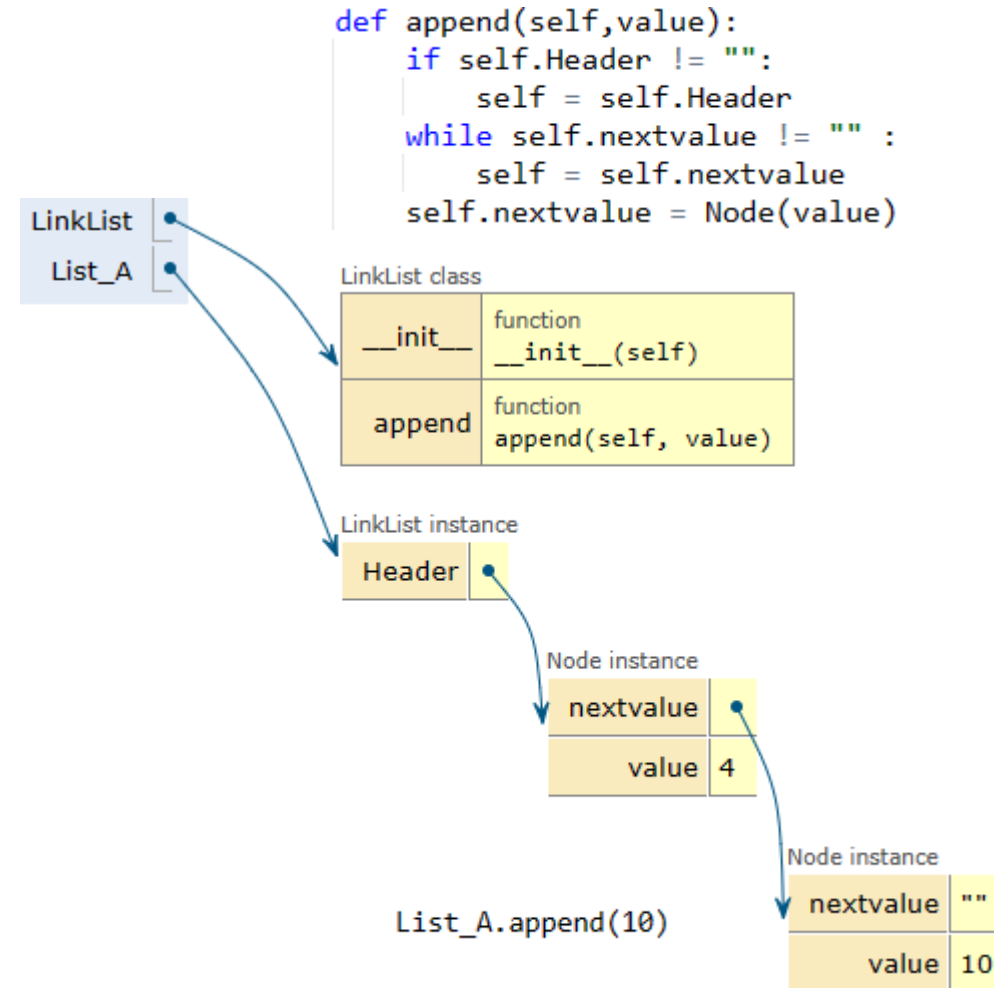 def append(self,value):
    if self.Header != "":
        self = self.Header
    while self.nextvalue != "" :
        self = self.nextvalue
    self.nextvalue = Node(value)
LinkList
List_A
LinkList class
__init__
function
__init__(self)
append
function
append(self, value)
LinkList instance
Header
Node instance
nextvalue
value 4
Node instance
nextvalue ""
value 10
List_A.append(10)